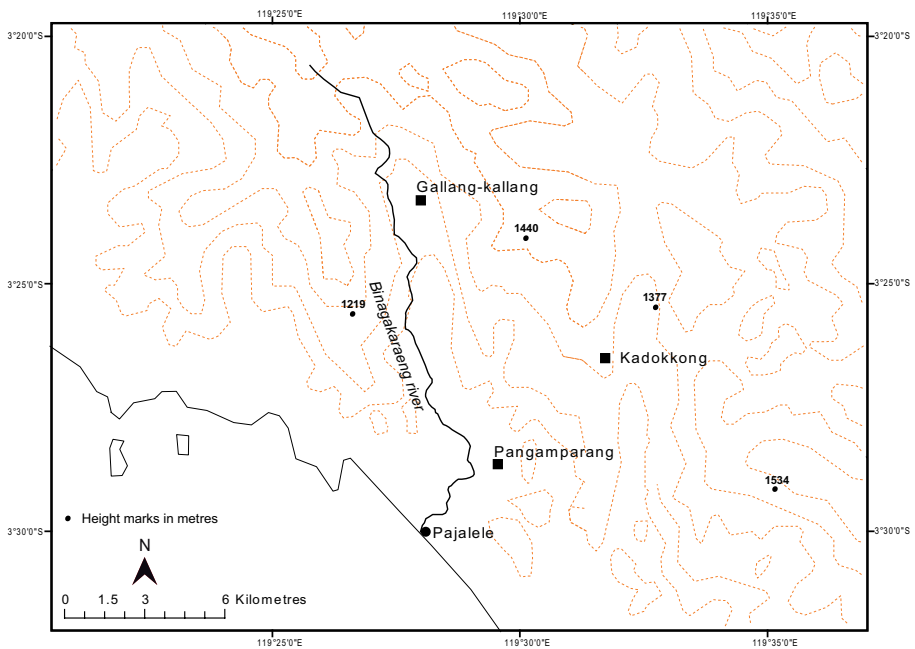 119°25'0"E 119°30'0"E 119°35'0"E
3°20'0"S 3°20'0"S
Gallang-kallang
1440
3°25'0"S 3°25'0"S
1377
1219
Binagakaraeng river
Kadokkong
Pangamparang
1534
Height marks in metres
3°30'0"S 3°30'0"S
Pajalele
N
0 1.5 3 6 Kilometres
119°25'0"E 119°30'0"E 119°35'0"E